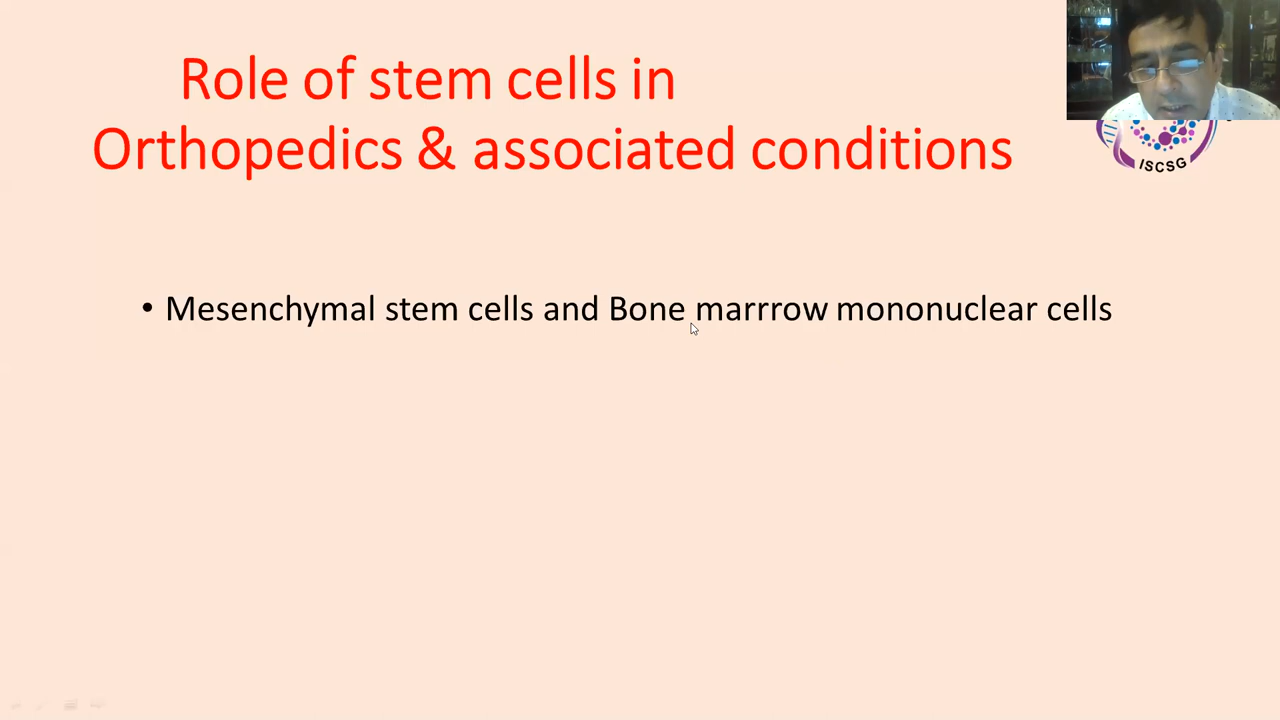 Role of stem cells in
Orthopedics & associated conditions
ISCSG
• Mesenchymal stem cells and Bone marrrow mononuclear cells